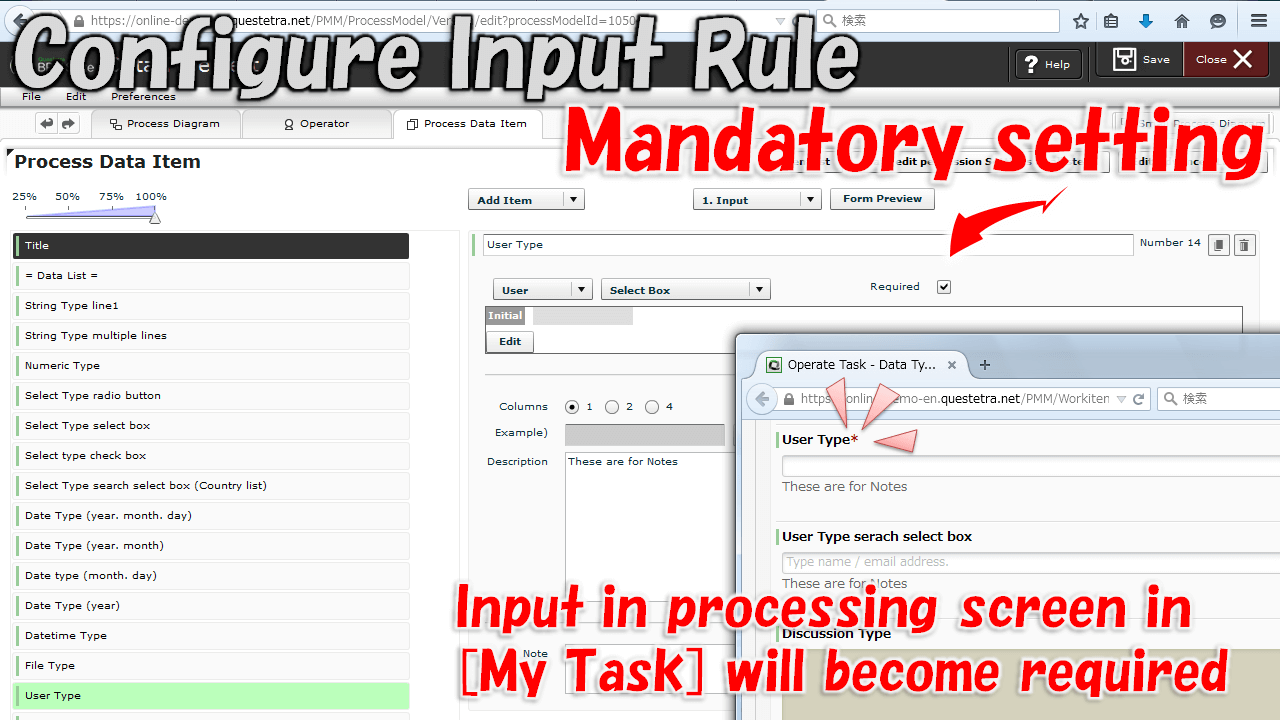 https://online-de questetra.net/PMM/ProcessModel/Ver edit?processModelId=1050
検索
Configure Input Rule
Help
Save
Close
File Edit Preferences
Mandatory setting
Process Diagram
Operator
Process Data Item
Process Data Item
25% 50% 75% 100%
Add Item
1. Input
Form Preview
Title
= Data List =
String Type line1
String Type multiple lines
Numeric Type
Select Type radio button
Select Type select box
Select type check box
Select Type search select box (Country list)
Date Type (year. month. day)
Date Type (year. month)
Date type (month. day)
Date Type (year)
Datetime Type
File Type
User Type
User Type
Number 14
User
Select Box
Required
Initial
Edit
Columns 1 2 4
Example)
Description
These are for Notes
Note
Operate Task - Data Ty...
questetra.net/PMM/Workiten
検索
User Type*
These are for Notes
User Type serach select box
Type name / email address.
These are for Notes
Discussion Type
Input in processing screen in
[My Task] will become required